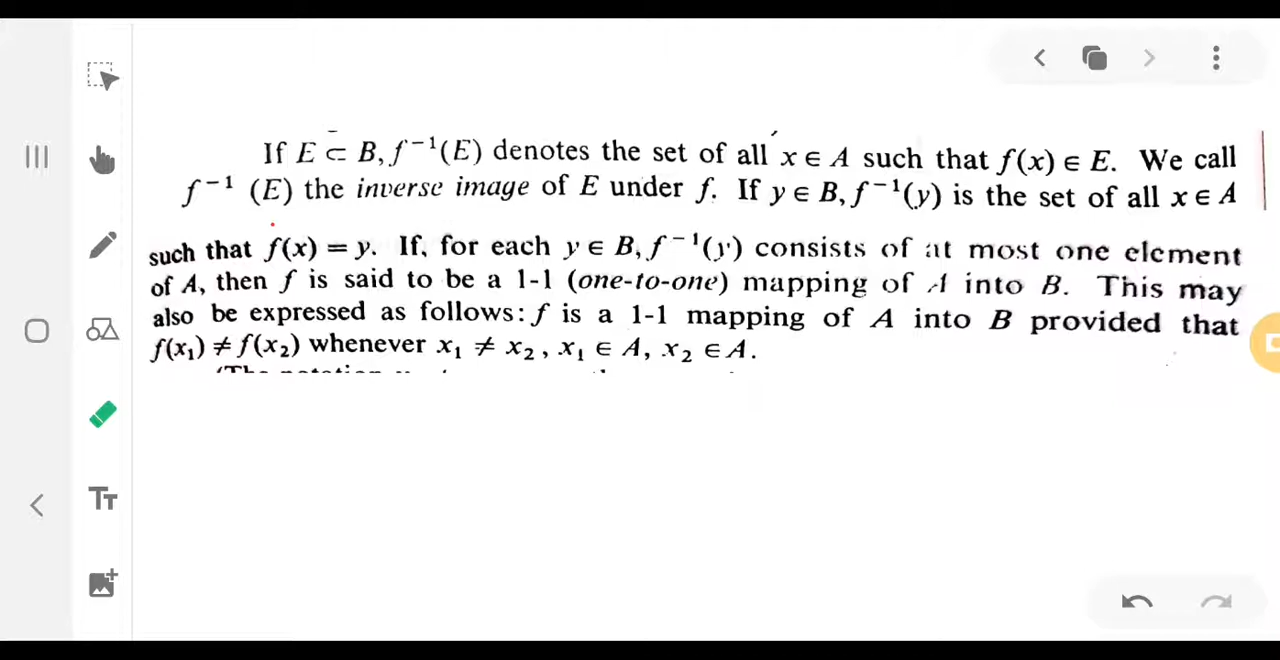 If E ⊂ B, f⁻¹(E) denotes the set of all x ∈ A such that f(x) ∈ E. We call
f⁻¹ (E) the inverse image of E under f. If y ∈ B, f⁻¹(y) is the set of all x ∈ A
such that f(x) = y. If, for each y ∈ B, f⁻¹(y) consists of at most one element
of A, then f is said to be a 1-1 (one-to-one) mapping of A into B. This may
also be expressed as follows: f is a 1-1 mapping of A into B provided that
f(x₁) ≠ f(x₂) whenever x₁ ≠ x₂, x₁ ∈ A, x₂ ∈ A.
TT